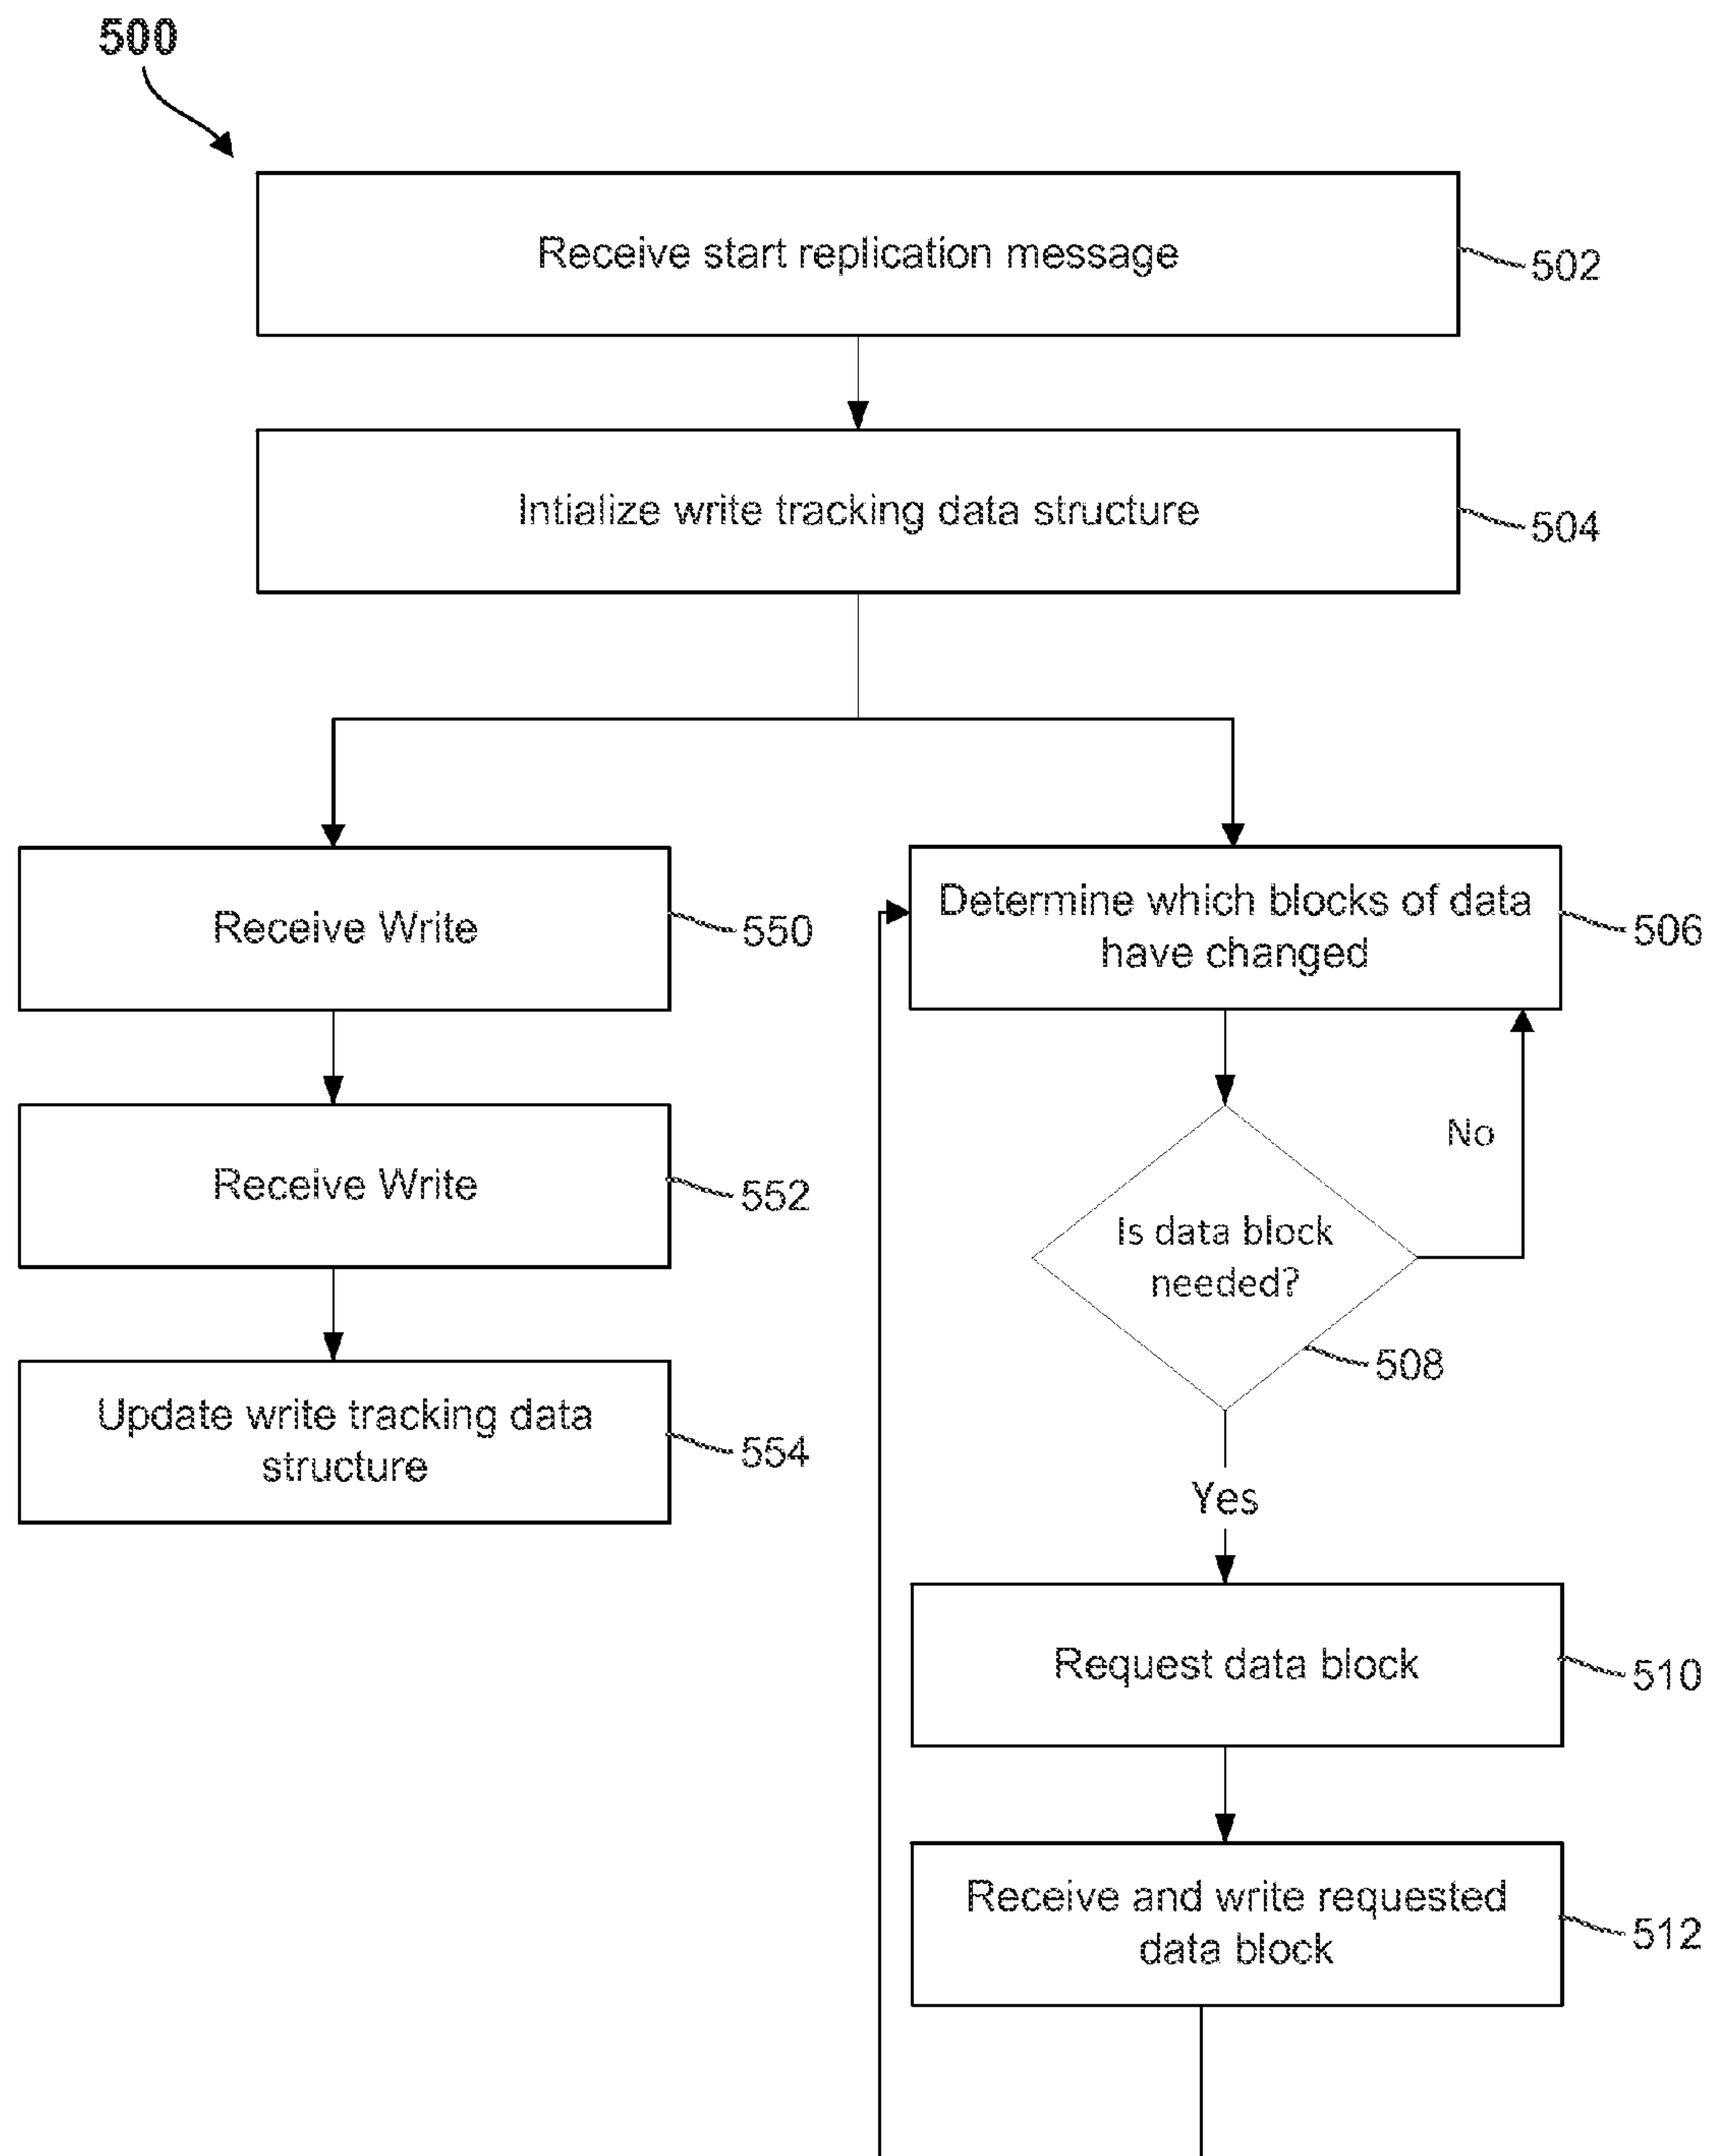 500
Receive start replication message
502
Intialize write tracking data structure
504
Receive Write
550
Determine which blocks of data
have changed
506
Receive Write
552
No
Is data block
needed?
508
Update write tracking data
structure
554
Yes
Request data block
510
Receive and write requested
data block
512